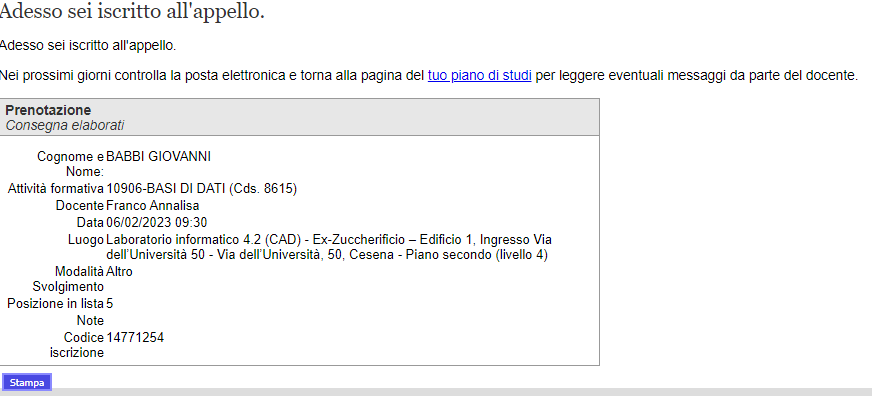 Adesso sei iscritto all'appello.
Adesso sei iscritto all'appello.
Nei prossimi giorni controlla la posta elettronica e torna alla pagina del tuo piano di studi per leggere eventuali messaggi da parte del docente.
Prenotazione
Consegna elaborati
Cognome e BABBI GIOVANNI
Nome:
Attività formativa 10906-BASI DI DATI (Cds. 8615)
Docente Franco Annalisa
Data 06/02/2023 09:30
Luogo Laboratorio informatico 4.2 (CAD) - Ex-Zuccherificio – Edificio 1, Ingresso Via
dell'Università 50 - Via dell'Università, 50, Cesena - Piano secondo (livello 4)
Modalità Altro
Svolgimento
Posizione in lista 5
Note
Codice 14771254
iscrizione
Stampa